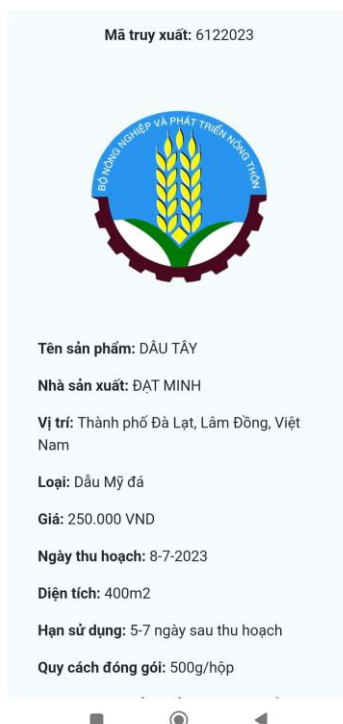 Mã truy xuất: 6122023
BỘ NÔNG NGHIỆP VÀ PHÁT TRIỂN NÔNG THÔN
Tên sản phẩm: DÂU TÂY
Nhà sản xuất: ĐẠT MINH
Vị trí: Thành phố Đà Lạt, Lâm Đồng, Việt
Nam
Loại: Dẫu Mỹ đá
Giá: 250.000 VND
Ngày thu hoạch: 8-7-2023
Diện tích: 400m2
Hạn sử dụng: 5-7 ngày sau thu hoạch
Quy cách đóng gói: 500g/hộp